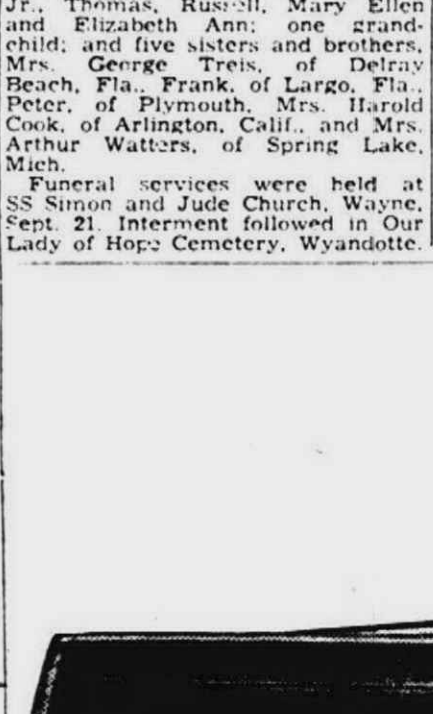 Jr., Thomas, Russell, Mary Ellen
and Elizabeth Ann; one grand-
child; and five sisters and brothers,
Mrs. George Treis, of Delray
Beach, Fla., Frank, of Largo, Fla.,
Peter, of Plymouth, Mrs. Harold
Cook, of Arlington, Calif., and Mrs.
Arthur Watters, of Spring Lake,
Mich.
Funeral services were held at
SS Simon and Jude Church, Wayne,
Sept. 21. Interment followed in Our
Lady of Hope Cemetery, Wyandotte.